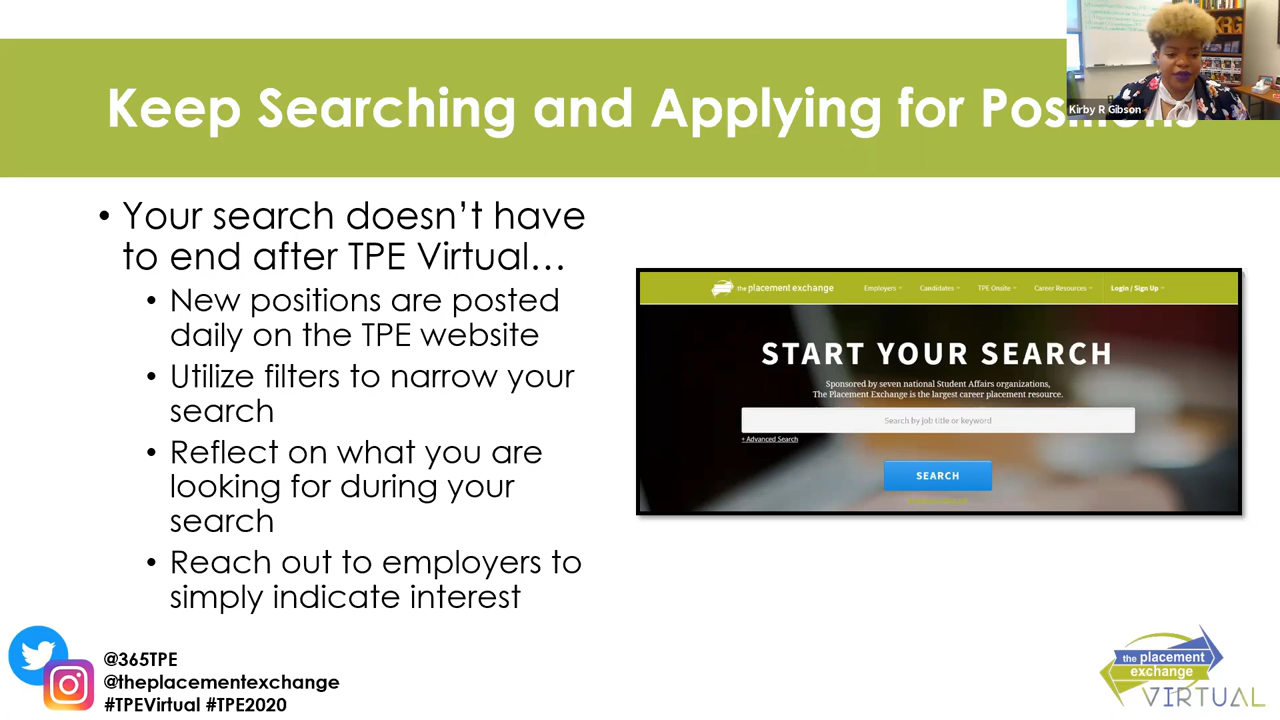 Keep Searching and Applying for Positions
KRG
Kirby R Gibson
• Your search doesn't have
to end after TPE Virtual...
• New positions are posted
daily on the TPE website
• Utilize filters to narrow your
search
• Reflect on what you are
looking for during your
search
• Reach out to employers to
simply indicate interest
the placement exchange
Employers
Candidates
TPE Onsite
Career Resources
Login / Sign Up
START YOUR SEARCH
Sponsored by seven national Student Affairs organizations,
The Placement Exchange is the largest career placement resource.
Search by job title or keyword
+ Advanced Search
SEARCH
@365TPE
@theplacementexchange
#TPEVirtual #TPE2020
the placement
exchange
VIRTUAL